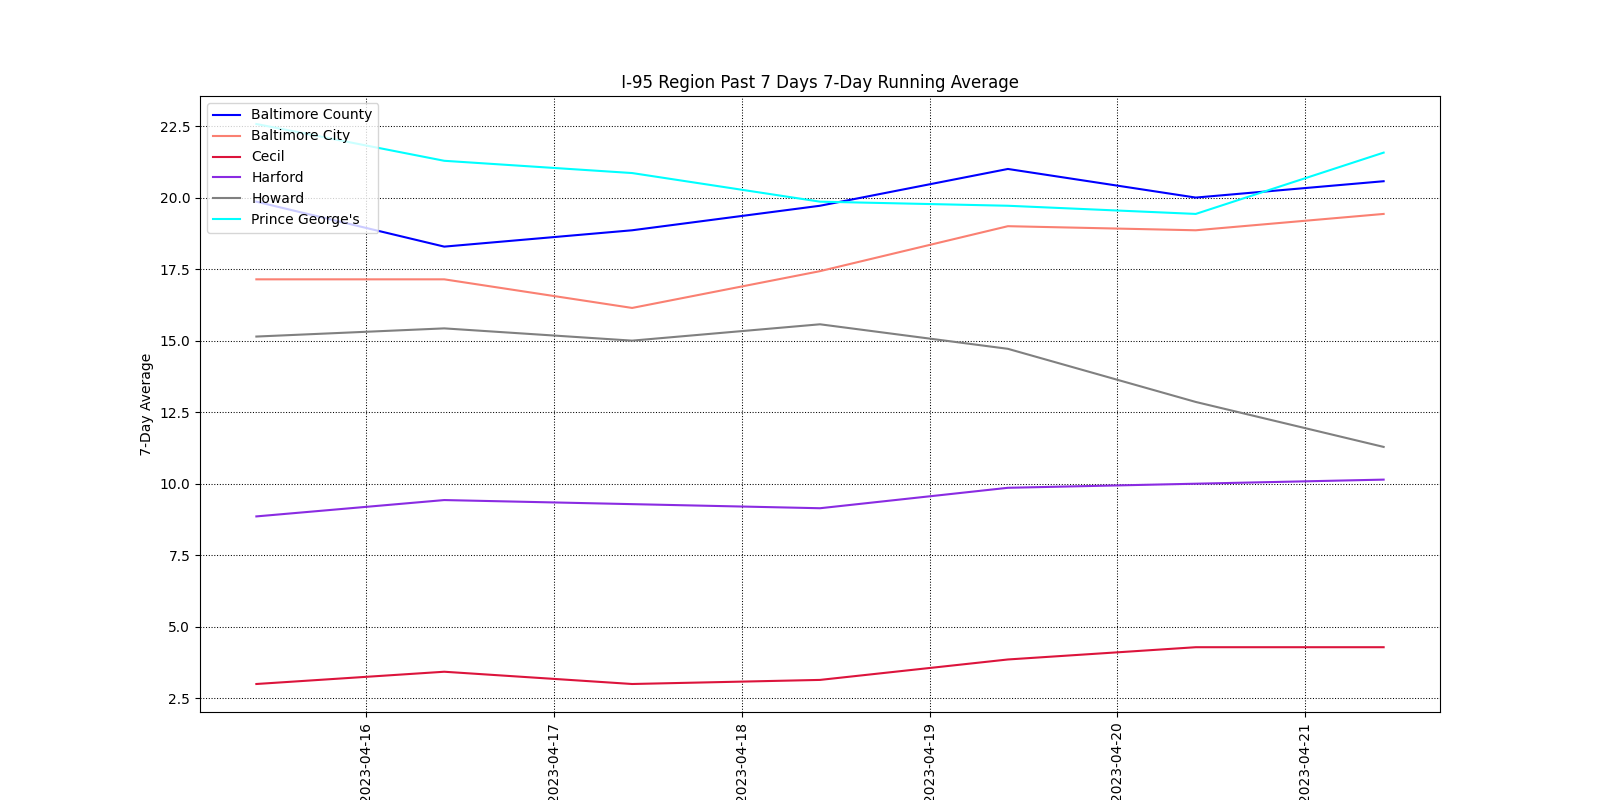 I-95 Region Past 7 Days 7-Day Running Average
Baltimore County
Baltimore City
Cecil
Harford
Howard
Prince George's
22.5
20.0
17.5
15.0
12.5
10.0
7.5
5.0
2.5
7-Day Average
2023-04-16
2023-04-17
2023-04-18
2023-04-19
2023-04-20
2023-04-21